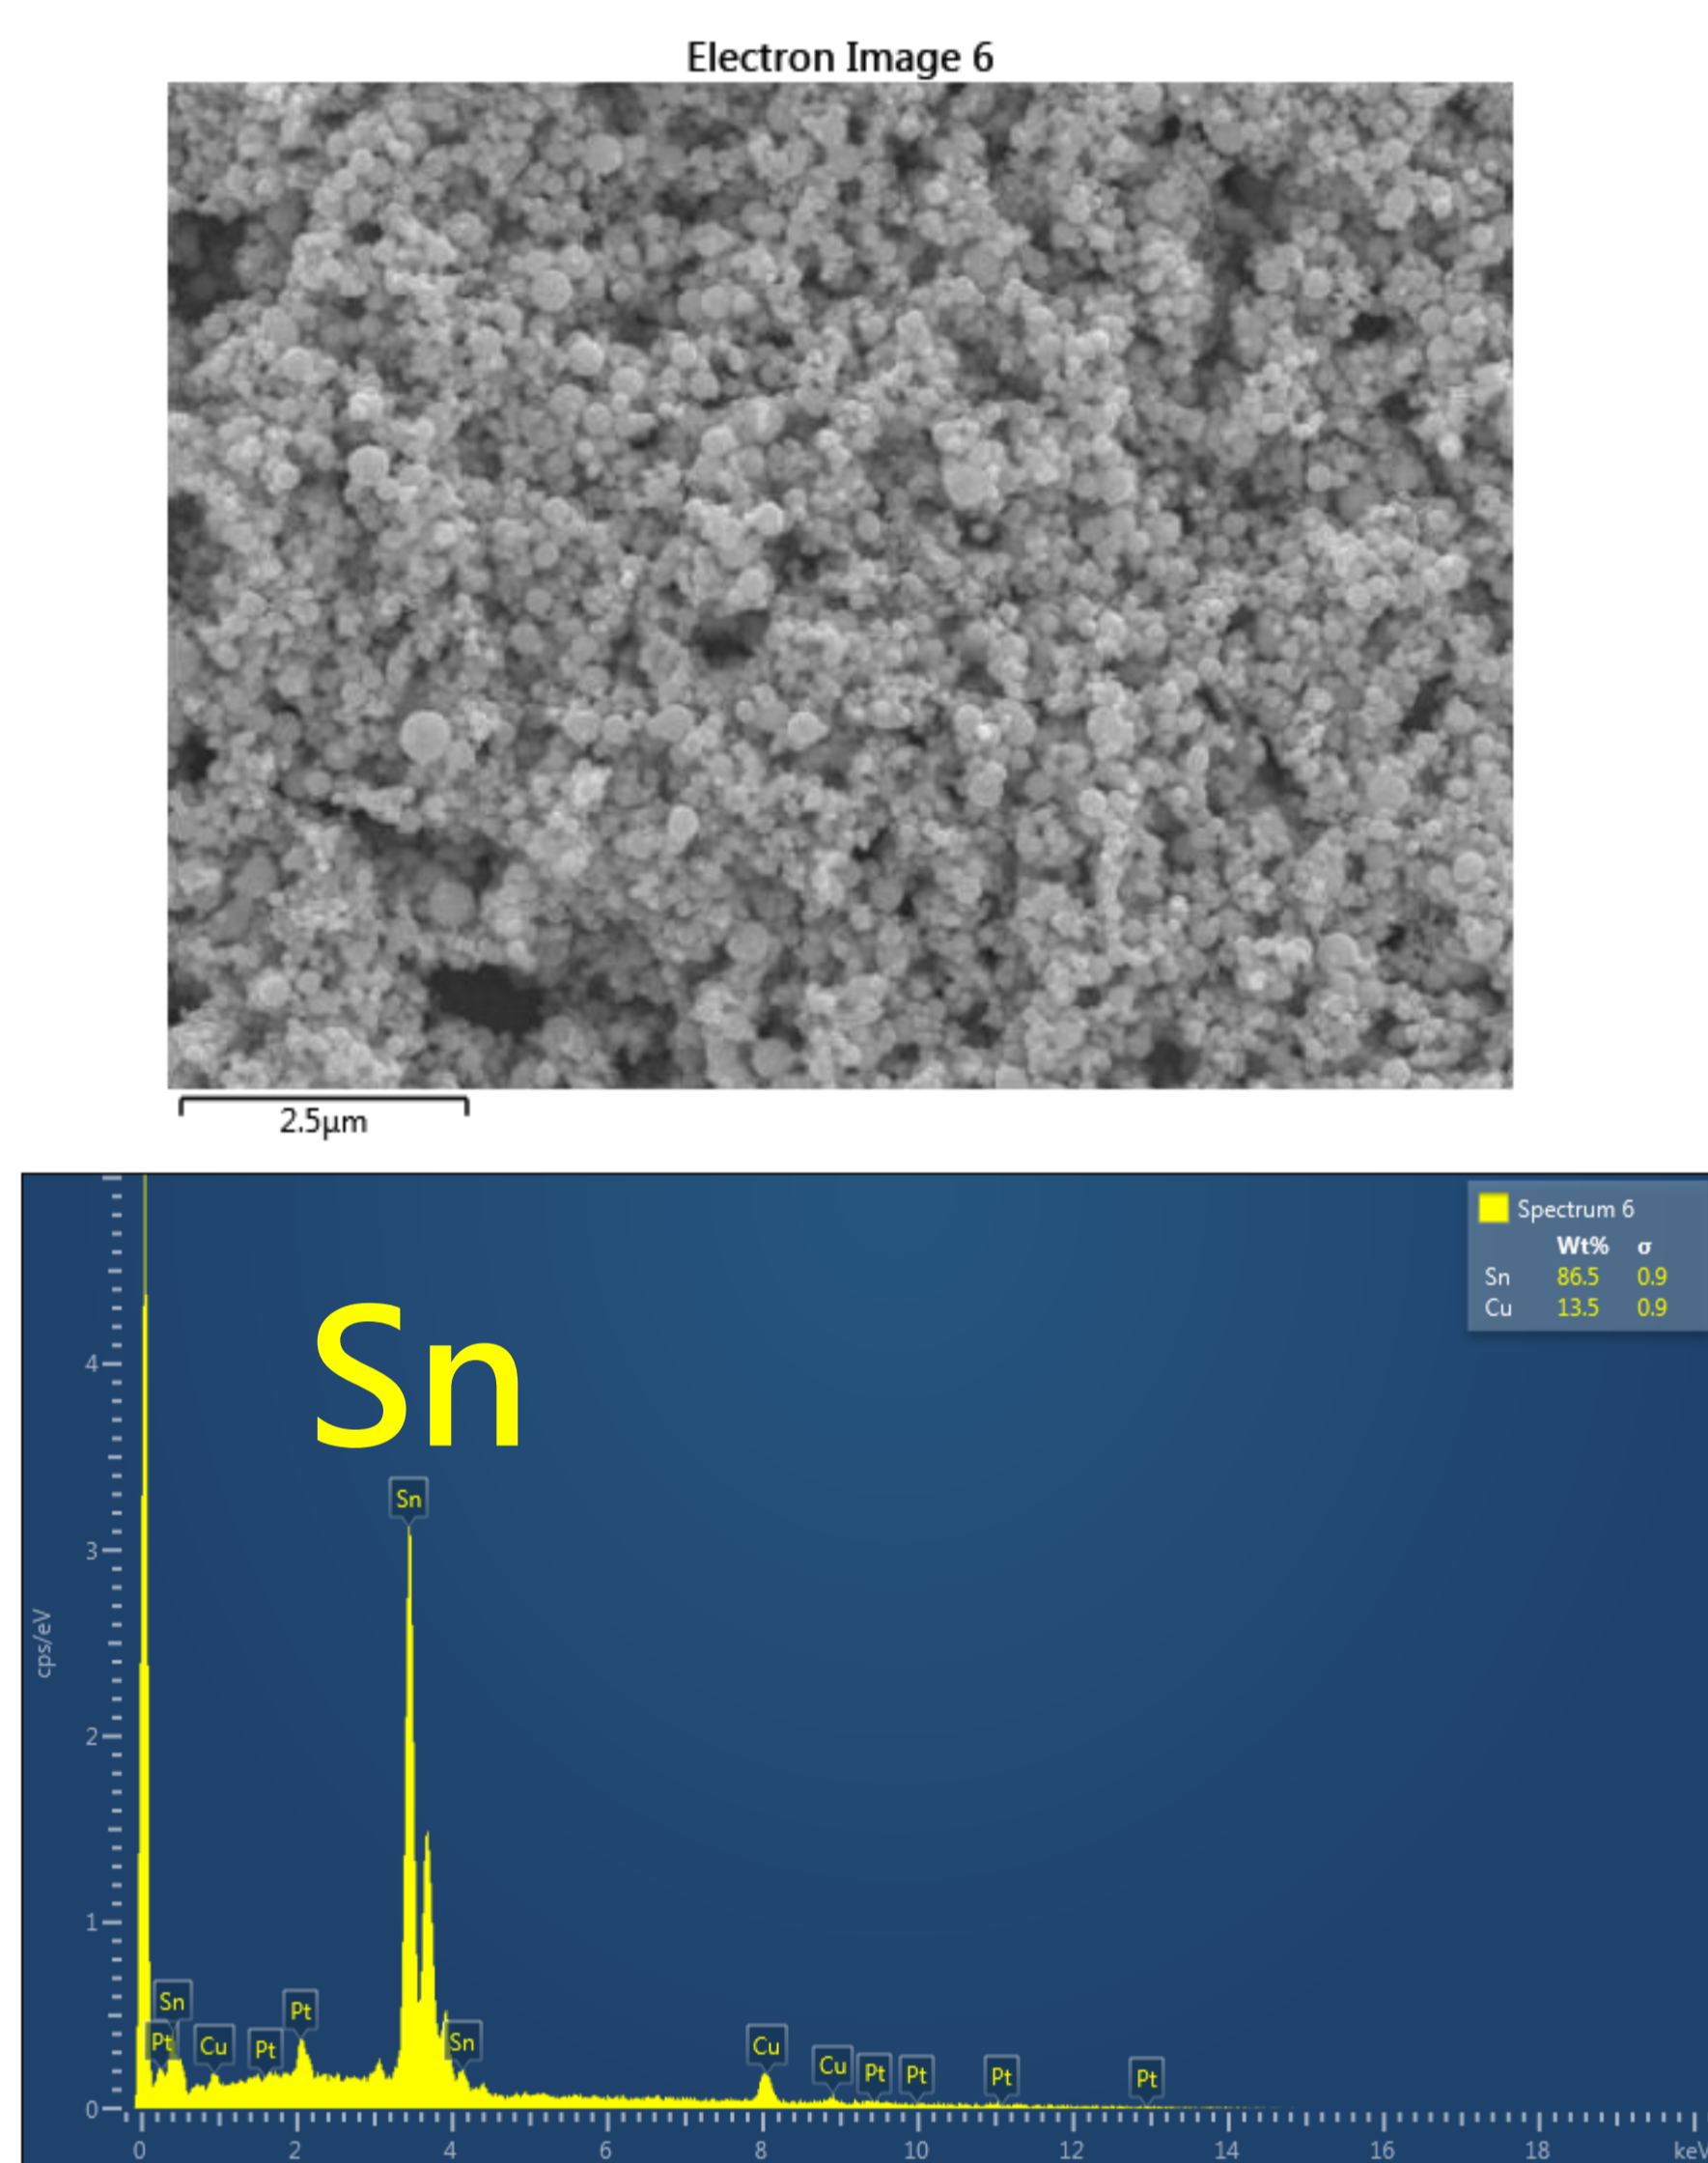 Electron Image 6
2.5µm
Spectrum 6
Wt% σ
Sn 86.5 0.9
Cu 13.5 0.9
Sn
4
Sn
3
cps/eV
2
1
Sn
Pt
Pt Cu Pt Sn Cu Cu Pt Pt Pt Pt
0
0 2 4 6 8 10 12 14 16 18 keV